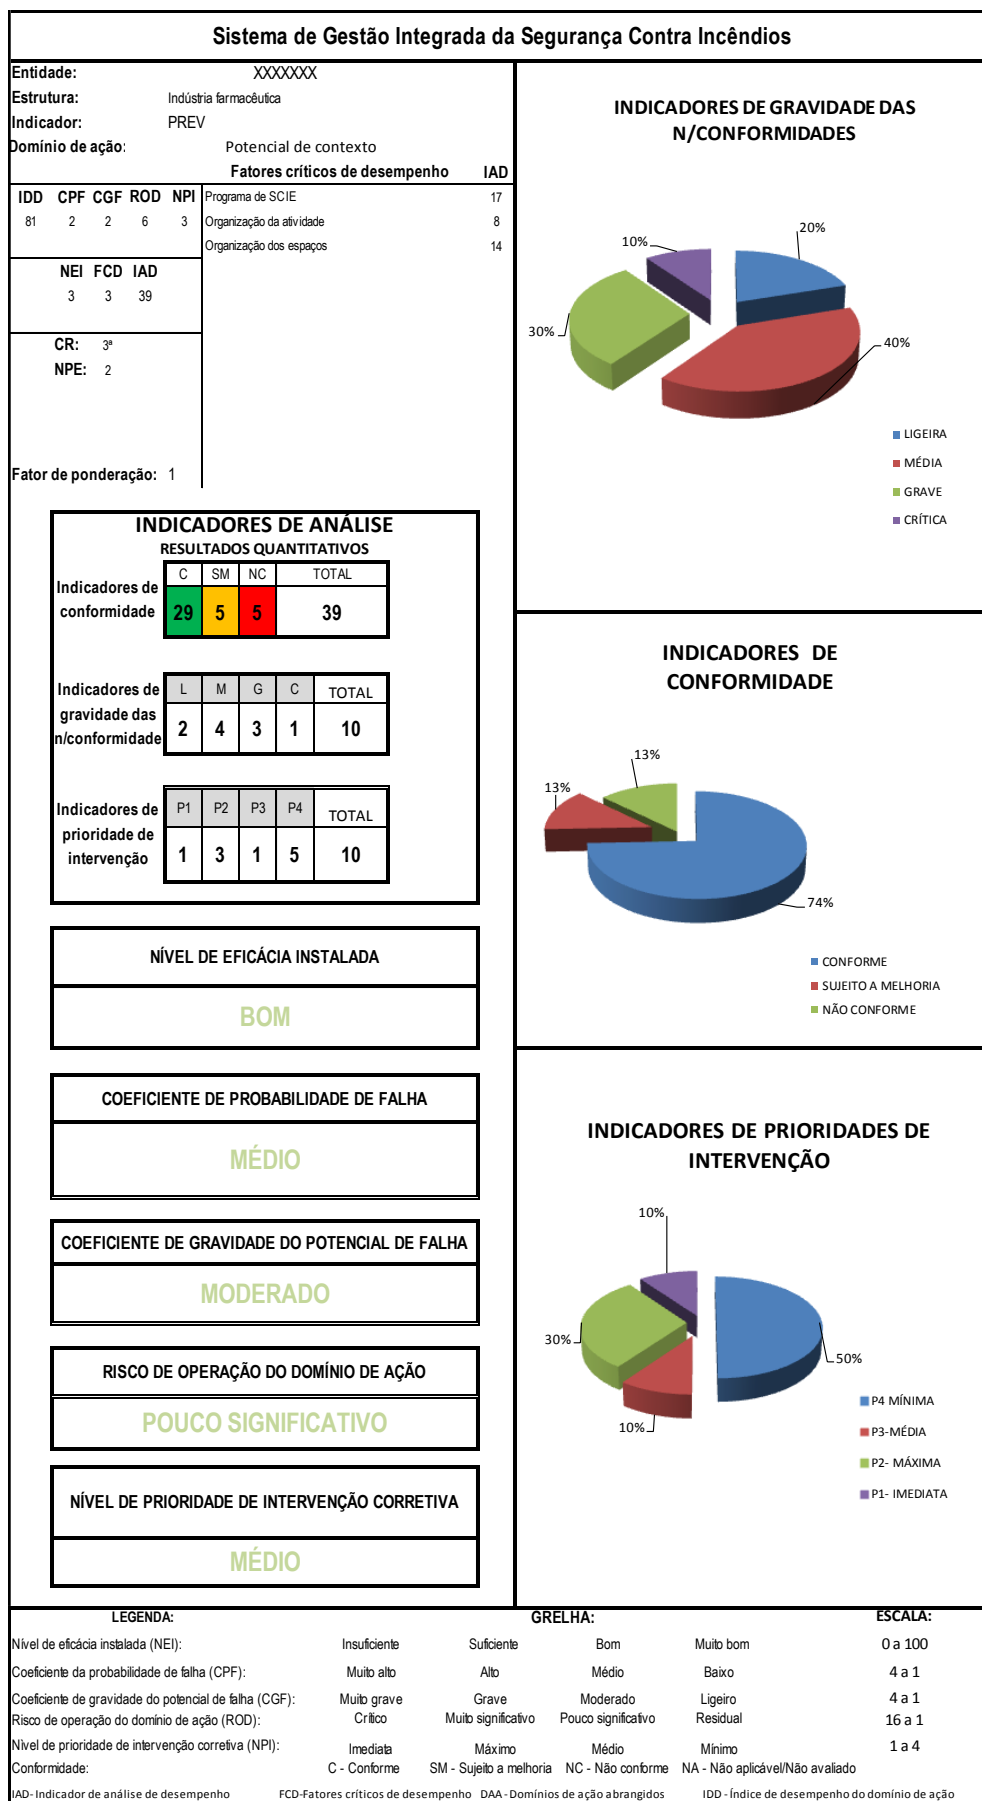 Sistema de Gestão Integrada da Segurança Contra Incêndios
Entidade: XXXXXXX
Estrutura: Indústria farmacêutica
Indicador: PREV
Domínio de ação: Potencial de contexto
Fatores críticos de desempenho IAD
IDD CPF CGF ROD NPI
81 2 2 6 3
Programa de SCIE 17
Organização da atividade 8
Organização dos espaços 14
NEI FCD IAD
3 3 39
CR: 3ª
NPE: 2
Fator de ponderação: 1
INDICADORES DE ANÁLISE
RESULTADOS QUANTITATIVOS
Indicadores de conformidade
C SM NC TOTAL
29 5 5 39
Indicadores de gravidade das n/conformidade
L M G C TOTAL
2 4 3 1 10
Indicadores de prioridade de intervenção
P1 P2 P3 P4 TOTAL
1 3 1 5 10
NÍVEL DE EFICÁCIA INSTALADA
BOM
COEFICIENTE DE PROBABILIDADE DE FALHA
MÉDIO
COEFICIENTE DE GRAVIDADE DO POTENCIAL DE FALHA
MODERADO
RISCO DE OPERAÇÃO DO DOMÍNIO DE AÇÃO
POUCO SIGNIFICATIVO
NÍVEL DE PRIORIDADE DE INTERVENÇÃO CORRETIVA
MÉDIO
INDICADORES DE GRAVIDADE DAS
N/CONFORMIDADES
20%
10%
30%
40%
LIGEIRA
MÉDIA
GRAVE
CRÍTICA
INDICADORES DE
CONFORMIDADE
13%
13%
74%
CONFORME
SUJEITO A MELHORIA
NÃO CONFORME
INDICADORES DE PRIORIDADES DE
INTERVENÇÃO
10%
30%
50%
10%
P4 MÍNIMA
P3-MÉDIA
P2- MÁXIMA
P1- IMEDIATA
LEGENDA: GRELHA: ESCALA:
Nível de eficácia instalada (NEI): Insuficiente Suficiente Bom Muito bom 0 a 100
Coeficiente da probabilidade de falha (CPF): Muito alto Alto Médio Baixo 4 a 1
Coeficiente de gravidade do potencial de falha (CGF): Muito grave Grave Moderado Ligeiro 4 a 1
Risco de operação do domínio de ação (ROD): Crítico Muito significativo Pouco significativo Residual 16 a 1
Nível de prioridade de intervenção corretiva (NPI): Imediata Máximo Médio Mínimo 1 a 4
Conformidade: C - Conforme SM - Sujeito a melhoria NC - Não conforme NA - Não aplicável/Não avaliado
IAD- Indicador de análise de desempenho FCD-Fatores críticos de desempenho DAA - Domínios de ação abrangidos IDD - Índice de desempenho do domínio de ação